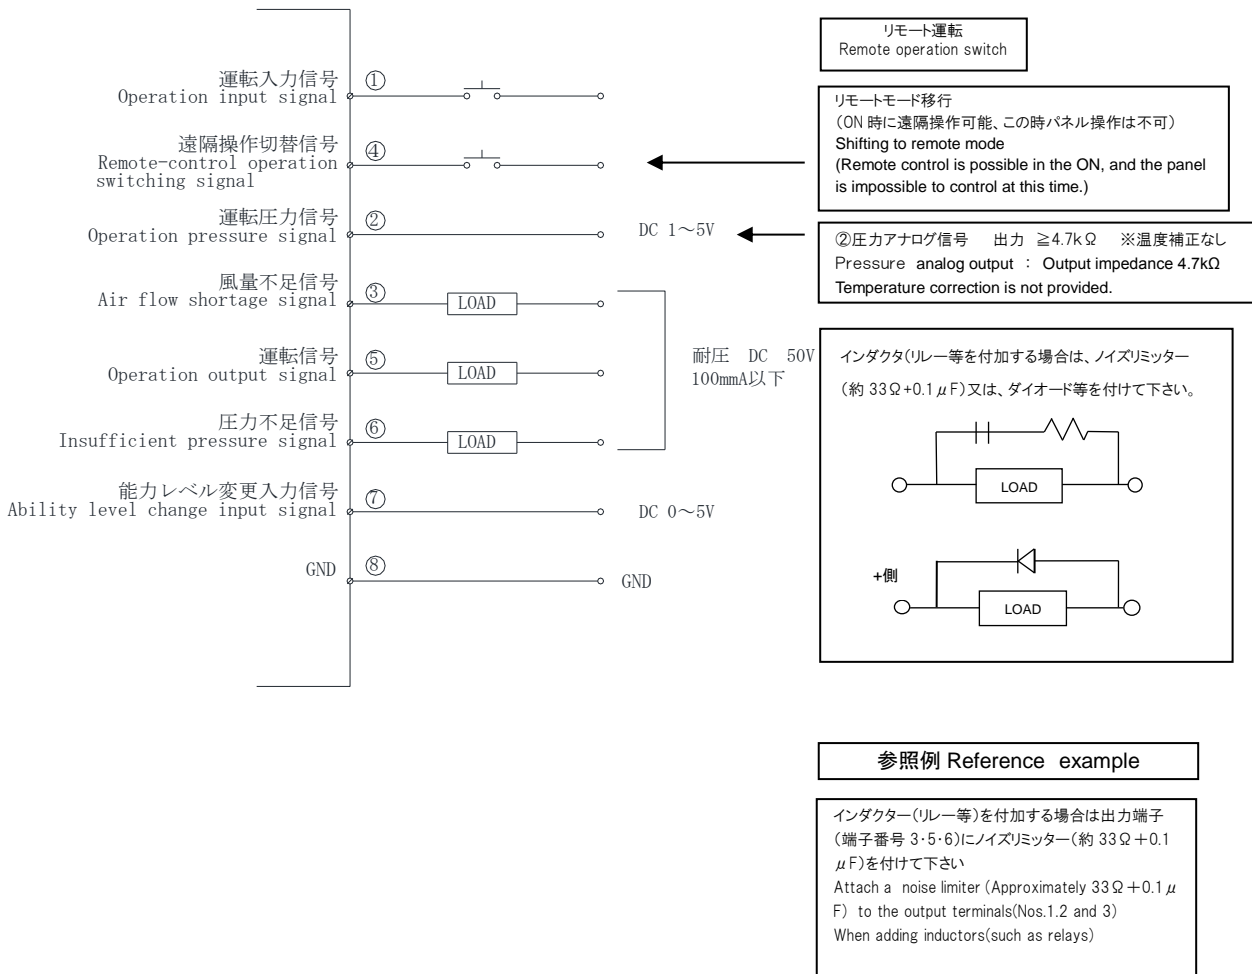 運転入力信号 ①
Operation input signal
遠隔操作切替信号 ④
Remote-control operation
switching signal
運転圧力信号 ②
Operation pressure signal
DC 1～5V
風量不足信号 ③
Air flow shortage signal
LOAD
運転信号 ⑤
Operation output signal
LOAD
圧力不足信号 ⑥
Insufficient pressure signal
LOAD
耐圧 DC 50V
100mmA以下
能力レベル変更入力信号 ⑦
Ability level change input signal
DC 0～5V
GND ⑧
GND
リモート運転
Remote operation switch
リモートモード移行
（ON 時に遠隔操作可能、この時パネル操作は不可）
Shifting to remote mode
(Remote control is possible in the ON, and the panel
is impossible to control at this time.)
②圧力アナログ信号 出力 ≧4.7kΩ ※温度補正なし
Pressure analog output : Output impedance 4.7kΩ
Temperature correction is not provided.
インダクタ(リレー等を付加する場合は、ノイズリミッター
（約 33Ω+0.1μF）又は、ダイオード等を付けて下さい。
LOAD
+側
LOAD
参照例 Reference example
インダクター(リレー等)を付加する場合は出力端子
(端子番号 3・5・6)にノイズリミッター(約 33Ω＋0.1
μF)を付けて下さい
Attach a noise limiter (Approximately 33Ω＋0.1μ
F) to the output terminals(Nos.1.2 and 3)
When adding inductors(such as relays)